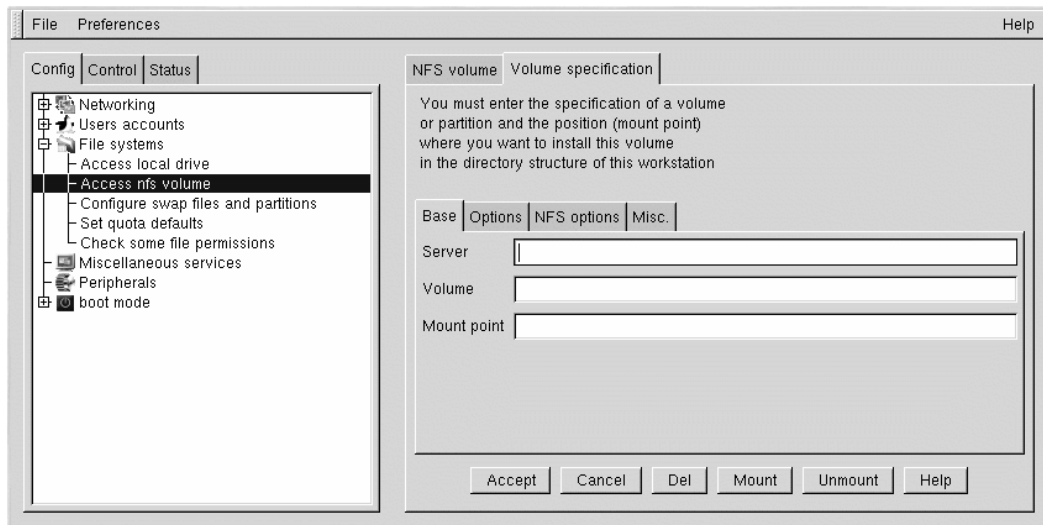 File Preferences Help
Config Control Status
Networking
Users accounts
File systems
Access local drive
Access nfs volume
Configure swap files and partitions
Set quota defaults
Check some file permissions
Miscellaneous services
Peripherals
boot mode
NFS volume Volume specification
You must enter the specification of a volume
or partition and the position (mount point)
where you want to install this volume
in the directory structure of this workstation
Base Options NFS options Misc.
Server
Volume
Mount point
Accept Cancel Del Mount Unmount Help